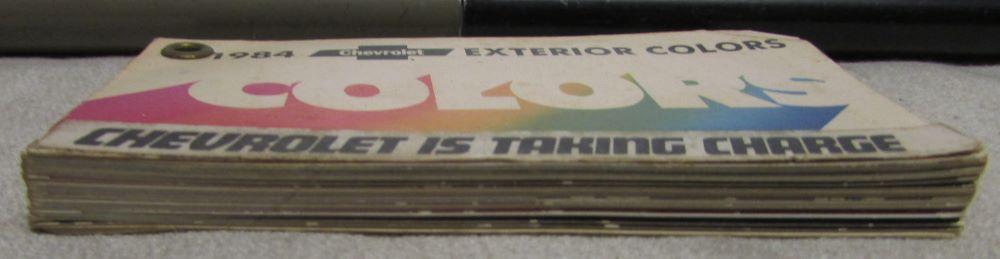 1984 Chevrolet EXTERIOR COLORS
COLORS
CHEVROLET IS TAKING CHARGE